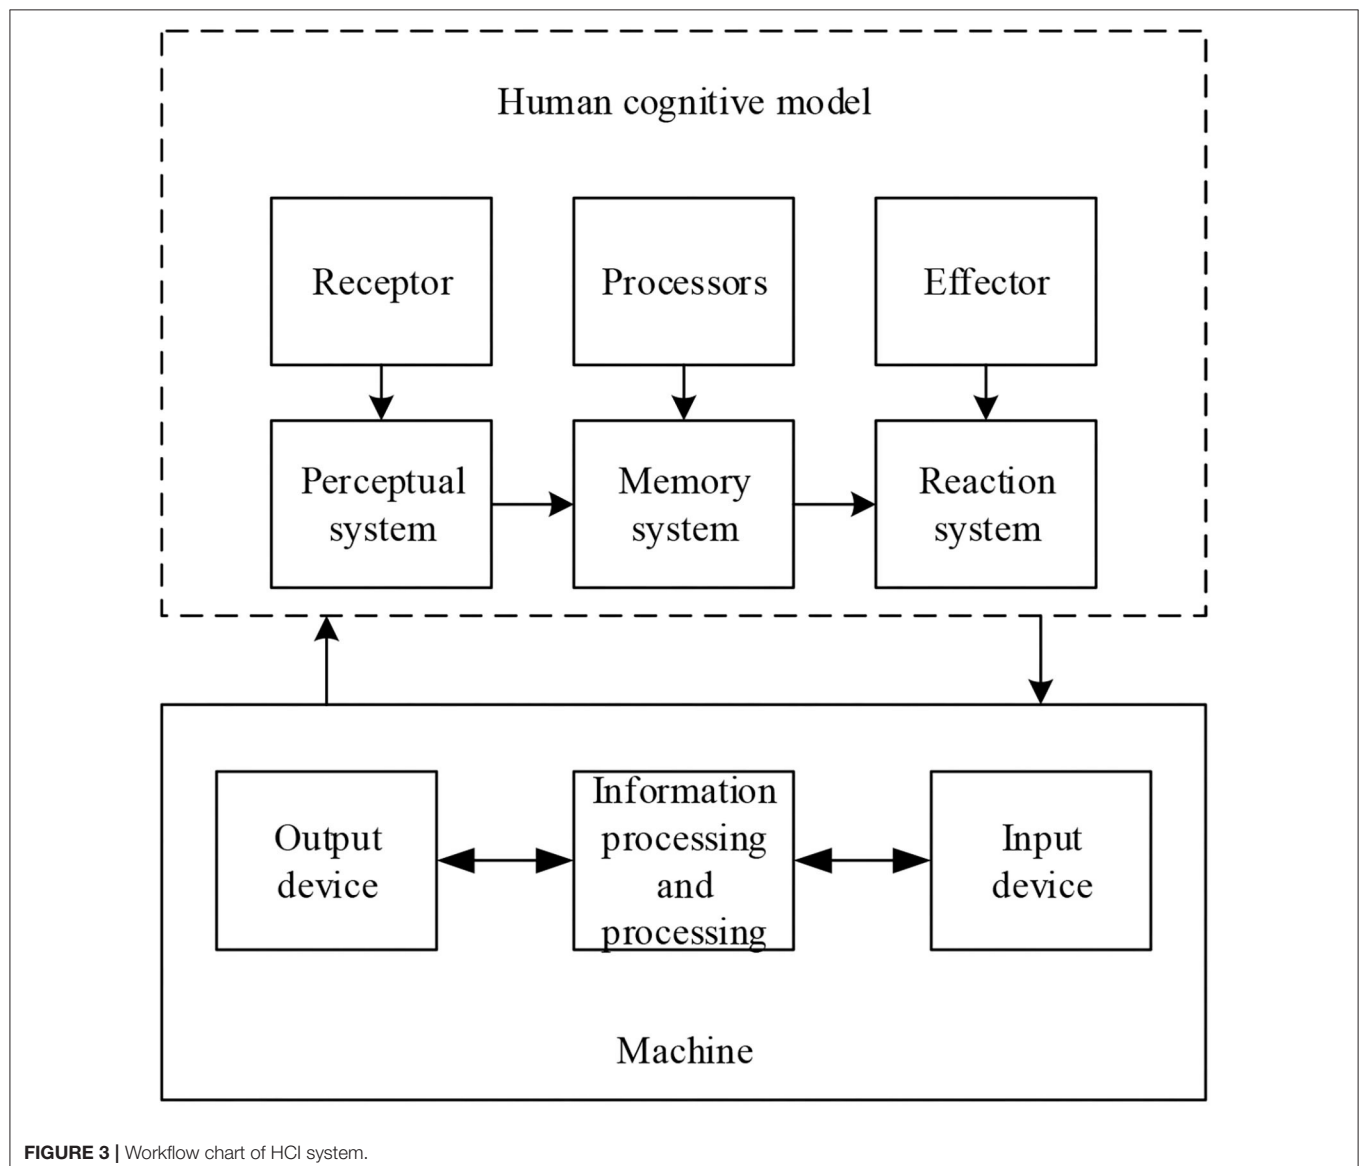 Human cognitive model
Receptor
Processors
Effector
Perceptual
system
Memory
system
Reaction
system
Output
device
Information
processing
and
processing
Input
device
Machine
FIGURE 3 | Workflow chart of HCI system.